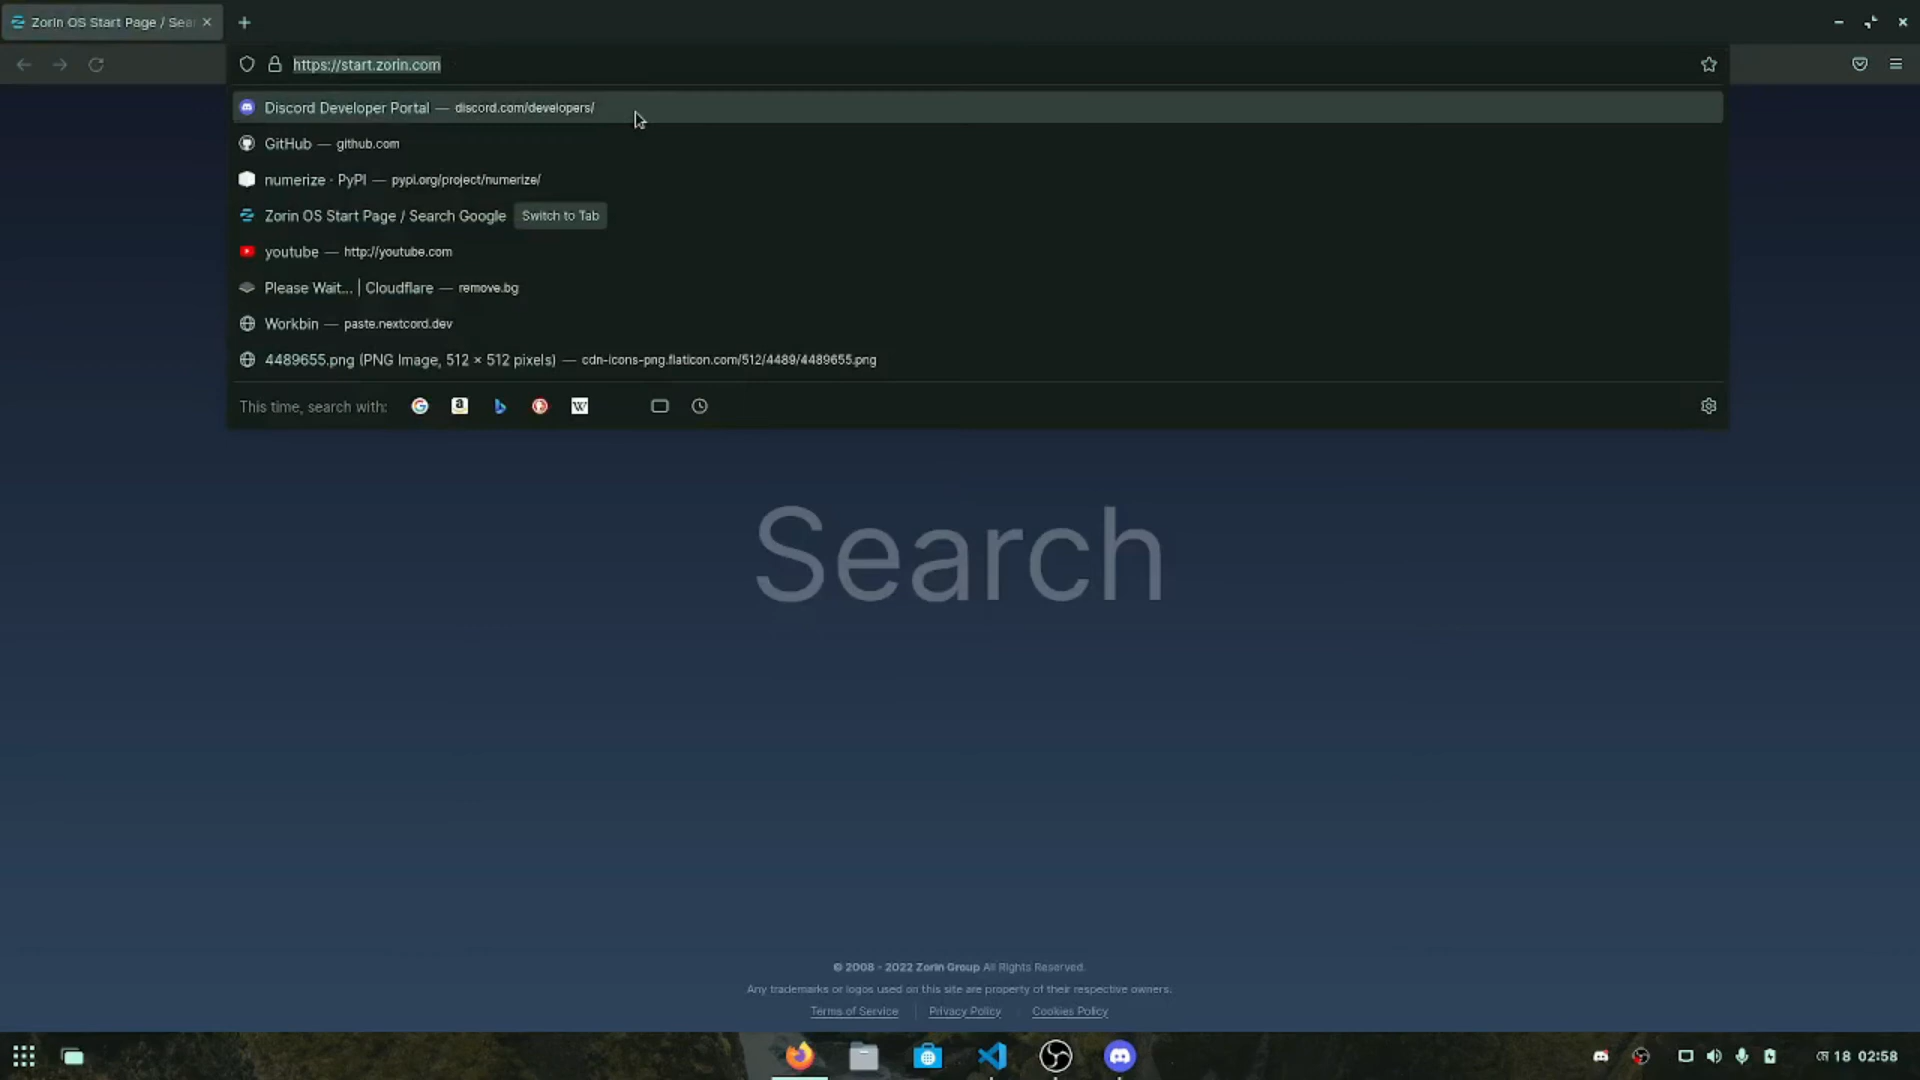 Zorin OS Start Page / Sear
https://start.zorin.com
Discord Developer Portal — discord.com/developers/
GitHub — github.com
numerize · PyPI — pypi.org/project/numerize/
Zorin OS Start Page / Search Google Switch to Tab
youtube — http://youtube.com
Please Wait... | Cloudflare — remove.bg
Workbin — paste.nextcord.dev
4489655.png (PNG Image, 512 × 512 pixels) — cdn-icons-png.flaticon.com/512/4489/4489655.png
This time, search with:
Search
© 2008 - 2022 Zorin Group All Rights Reserved.
Any trademarks or logos used on this site are property of their respective owners.
Terms of Service Privacy Policy Cookies Policy
মে 18 02:58